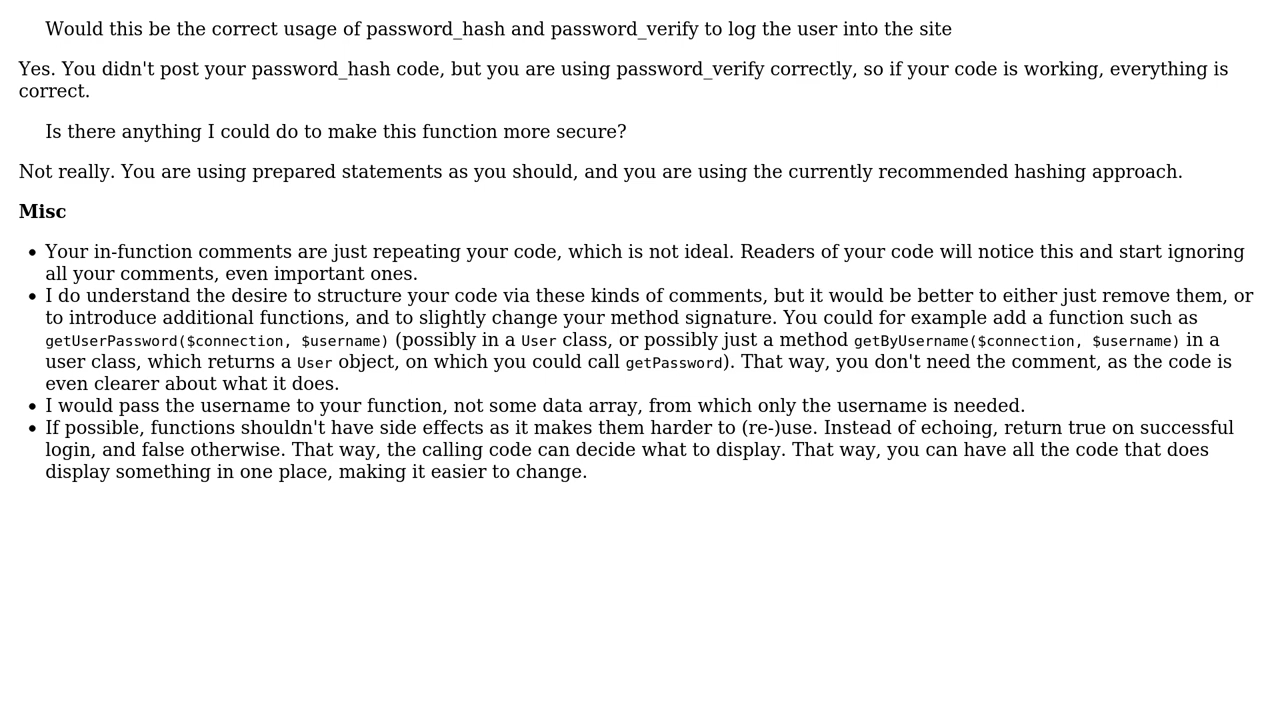 Would this be the correct usage of password_hash and password_verify to log the user into the site
Yes. You didn't post your password_hash code, but you are using password_verify correctly, so if your code is working, everything is
correct.
Is there anything I could do to make this function more secure?
Not really. You are using prepared statements as you should, and you are using the currently recommended hashing approach.
Misc
• Your in-function comments are just repeating your code, which is not ideal. Readers of your code will notice this and start ignoring
all your comments, even important ones.
• I do understand the desire to structure your code via these kinds of comments, but it would be better to either just remove them, or
to introduce additional functions, and to slightly change your method signature. You could for example add a function such as
getUserPassword($connection, $username) (possibly in a User class, or possibly just a method getByUsername($connection, $username) in a
user class, which returns a User object, on which you could call getPassword). That way, you don't need the comment, as the code is
even clearer about what it does.
• I would pass the username to your function, not some data array, from which only the username is needed.
• If possible, functions shouldn't have side effects as it makes them harder to (re-)use. Instead of echoing, return true on successful
login, and false otherwise. That way, the calling code can decide what to display. That way, you can have all the code that does
display something in one place, making it easier to change.